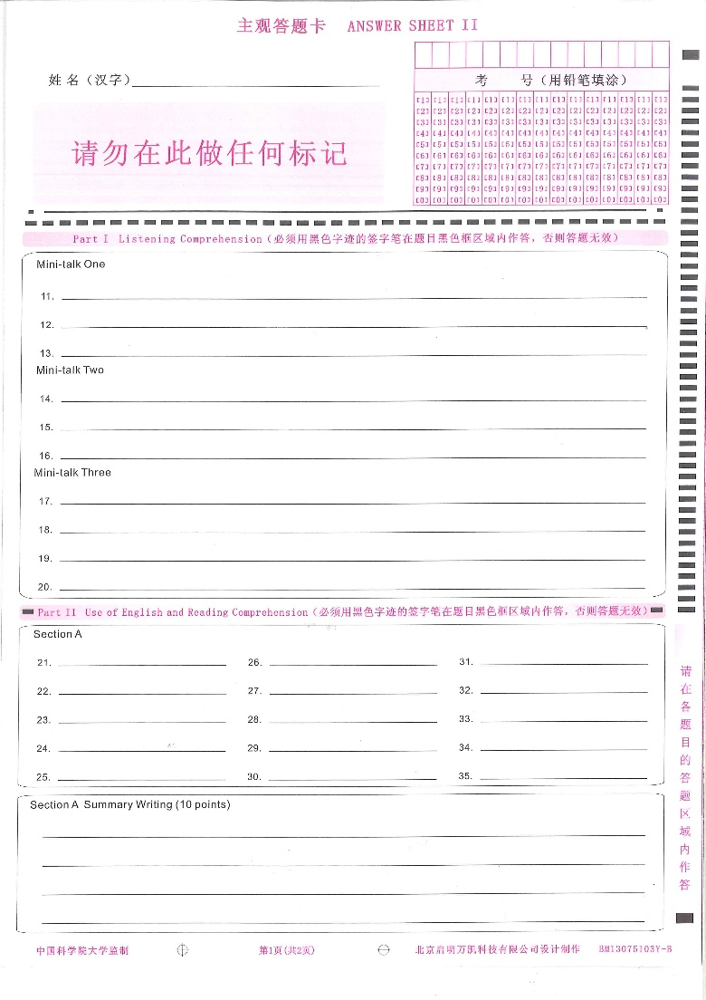 主观答题卡 ANSWER SHEET II
姓 名（汉字）
考 号（用铅笔填涂）
[1] [1] [1] [1] [1] [1] [1] [1] [1] [1] [1] [1] [1] [1] [1]
[2] [2] [2] [2] [2] [2] [2] [2] [2] [2] [2] [2] [2] [2] [2]
[3] [3] [3] [3] [3] [3] [3] [3] [3] [3] [3] [3] [3] [3] [3]
[4] [4] [4] [4] [4] [4] [4] [4] [4] [4] [4] [4] [4] [4] [4]
[5] [5] [5] [5] [5] [5] [5] [5] [5] [5] [5] [5] [5] [5] [5]
[6] [6] [6] [6] [6] [6] [6] [6] [6] [6] [6] [6] [6] [6] [6]
[7] [7] [7] [7] [7] [7] [7] [7] [7] [7] [7] [7] [7] [7] [7]
[8] [8] [8] [8] [8] [8] [8] [8] [8] [8] [8] [8] [8] [8] [8]
[9] [9] [9] [9] [9] [9] [9] [9] [9] [9] [9] [9] [9] [9] [9]
[0] [0] [0] [0] [0] [0] [0] [0] [0] [0] [0] [0] [0] [0] [0]
请勿在此做任何标记
Part I Listening Comprehension（必须用黑色字迹的签字笔在题目黑色框区域内作答，否则答题无效）
Mini-talk One
11.
12.
13.
Mini-talk Two
14.
15.
16.
Mini-talk Three
17.
18.
19.
20.
Part II Use of English and Reading Comprehension（必须用黑色字迹的签字笔在题目黑色框区域内作答，否则答题无效）
Section A
21. 26. 31.
22. 27. 32.
23. 28. 33.
24. 29. 34.
25. 30. 35.
Section A Summary Writing (10 points)
请在各题目的答题区域内作答
中国科学院大学监制 第1页(共2页) 北京启明万凯科技有限公司设计制作 BM13075103Y-B